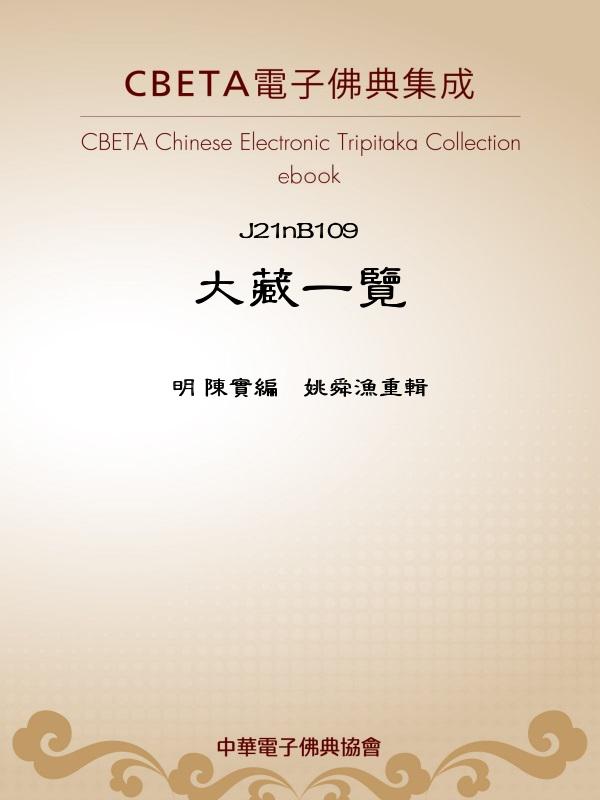 CBETA電子佛典集成
CBETA Chinese Electronic Tripitaka Collection
ebook
J21nB109
大藏一覽
明 陳實編　姚舜漁重輯
中華電子佛典協會